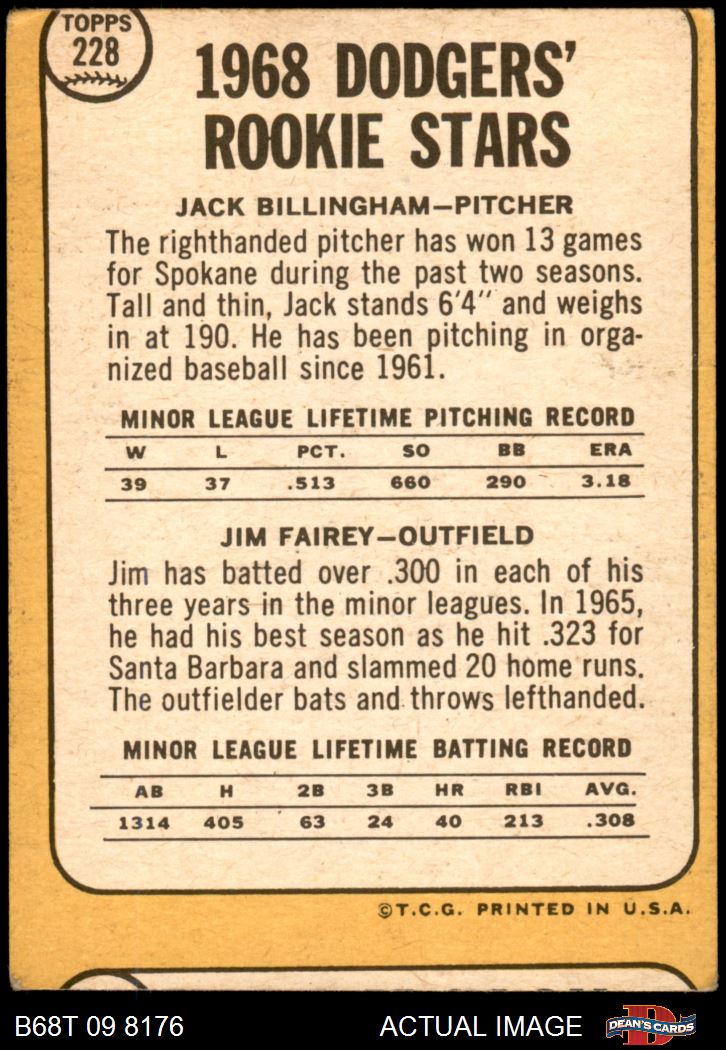 TOPPS
228
1968 DODGERS'
ROOKIE STARS
JACK BILLINGHAM—PITCHER
The righthanded pitcher has won 13 games
for Spokane during the past two seasons.
Tall and thin, Jack stands 6'4" and weighs
in at 190. He has been pitching in orga-
nized baseball since 1961.
MINOR LEAGUE LIFETIME PITCHING RECORD
W L PCT. SO BB ERA
39 37 .513 660 290 3.18
JIM FAIREY—OUTFIELD
Jim has batted over .300 in each of his
three years in the minor leagues. In 1965,
he had his best season as he hit .323 for
Santa Barbara and slammed 20 home runs.
The outfielder bats and throws lefthanded.
MINOR LEAGUE LIFETIME BATTING RECORD
AB H 2B 3B HR RBI AVG.
1314 405 63 24 40 213 .308
©T.C.G. PRINTED IN U.S.A.
B68T 09 8176 ACTUAL IMAGE DEAN'S CARDS